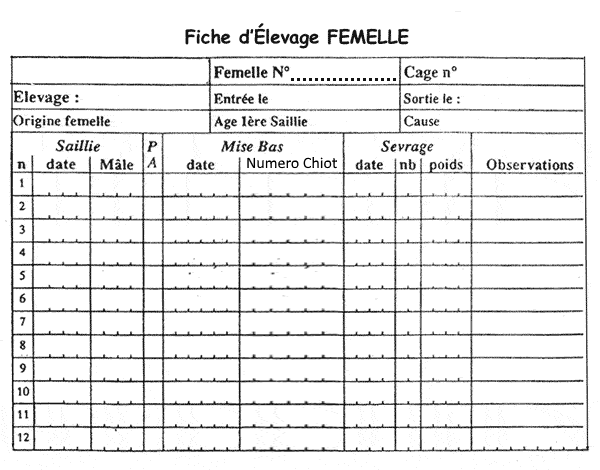 Fiche d'Élevage FEMELLE
Femelle N°.................... Cage n°
Elevage : Entrée le Sortie le :
Origine femelle Age 1ère Saillie Cause
Saillie P Mise Bas Sevrage
n date Mâle A date Numero Chiot date nb poids Observations
1
2
3
4
5
6
7
8
9
10
11
12